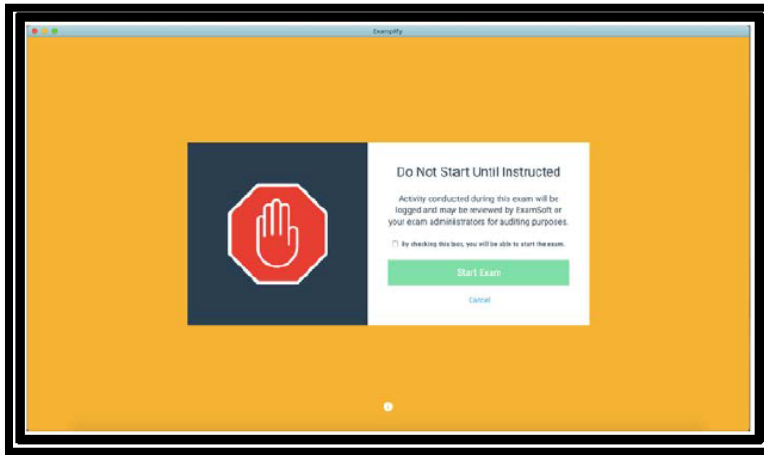 Examplify
Do Not Start Until Instructed
Activity conducted during this exam will be
logged and may be reviewed by ExamSoft or
your exam administrators for auditing purposes.
By checking this box, you will be able to start the exam.
Start Exam
Cancel